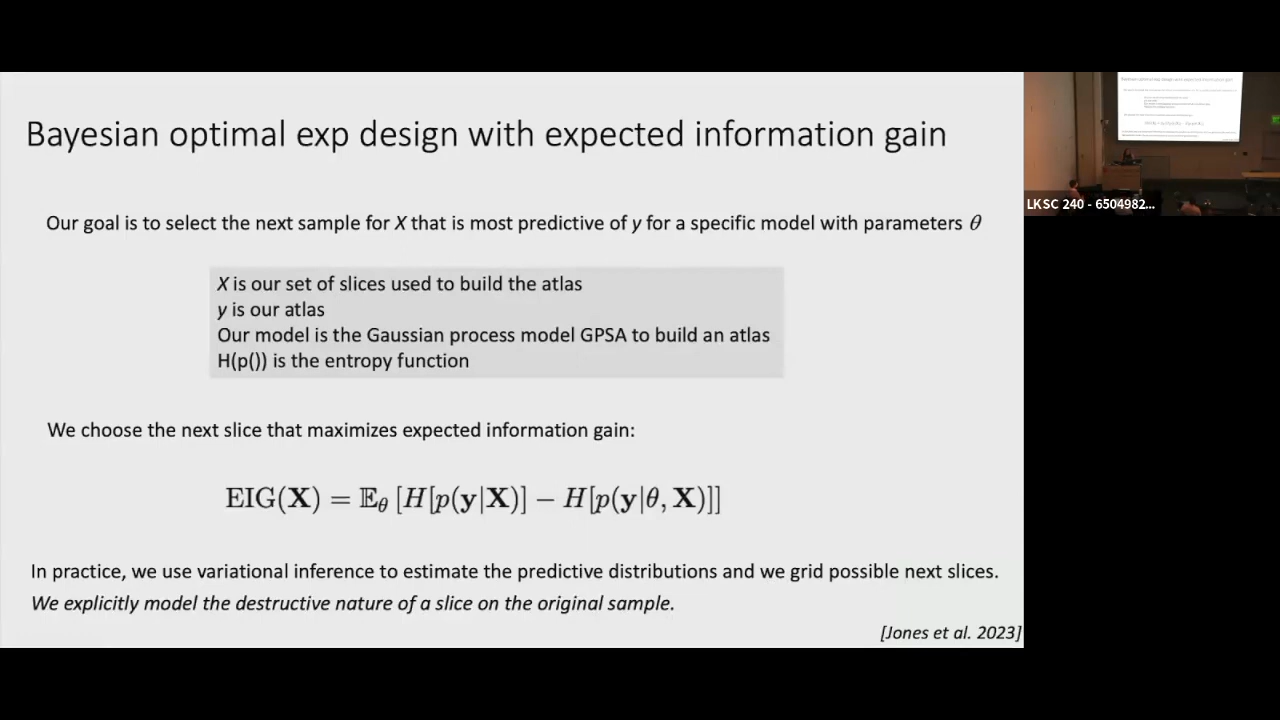 Bayesian optimal exp design with expected information gain
Our goal is to select the next sample for X that is most predictive of y for a specific model with parameters θ
X is our set of slices used to build the atlas
y is our atlas
Our model is the Gaussian process model GPSA to build an atlas
H(p()) is the entropy function
We choose the next slice that maximizes expected information gain:
EIG(X) = 𝔼θ [H[p(y|X)] − H[p(y|θ, X)]]
In practice, we use variational inference to estimate the predictive distributions and we grid possible next slices.
We explicitly model the destructive nature of a slice on the original sample.
[Jones et al. 2023]
LKSC 240 - 6504982...